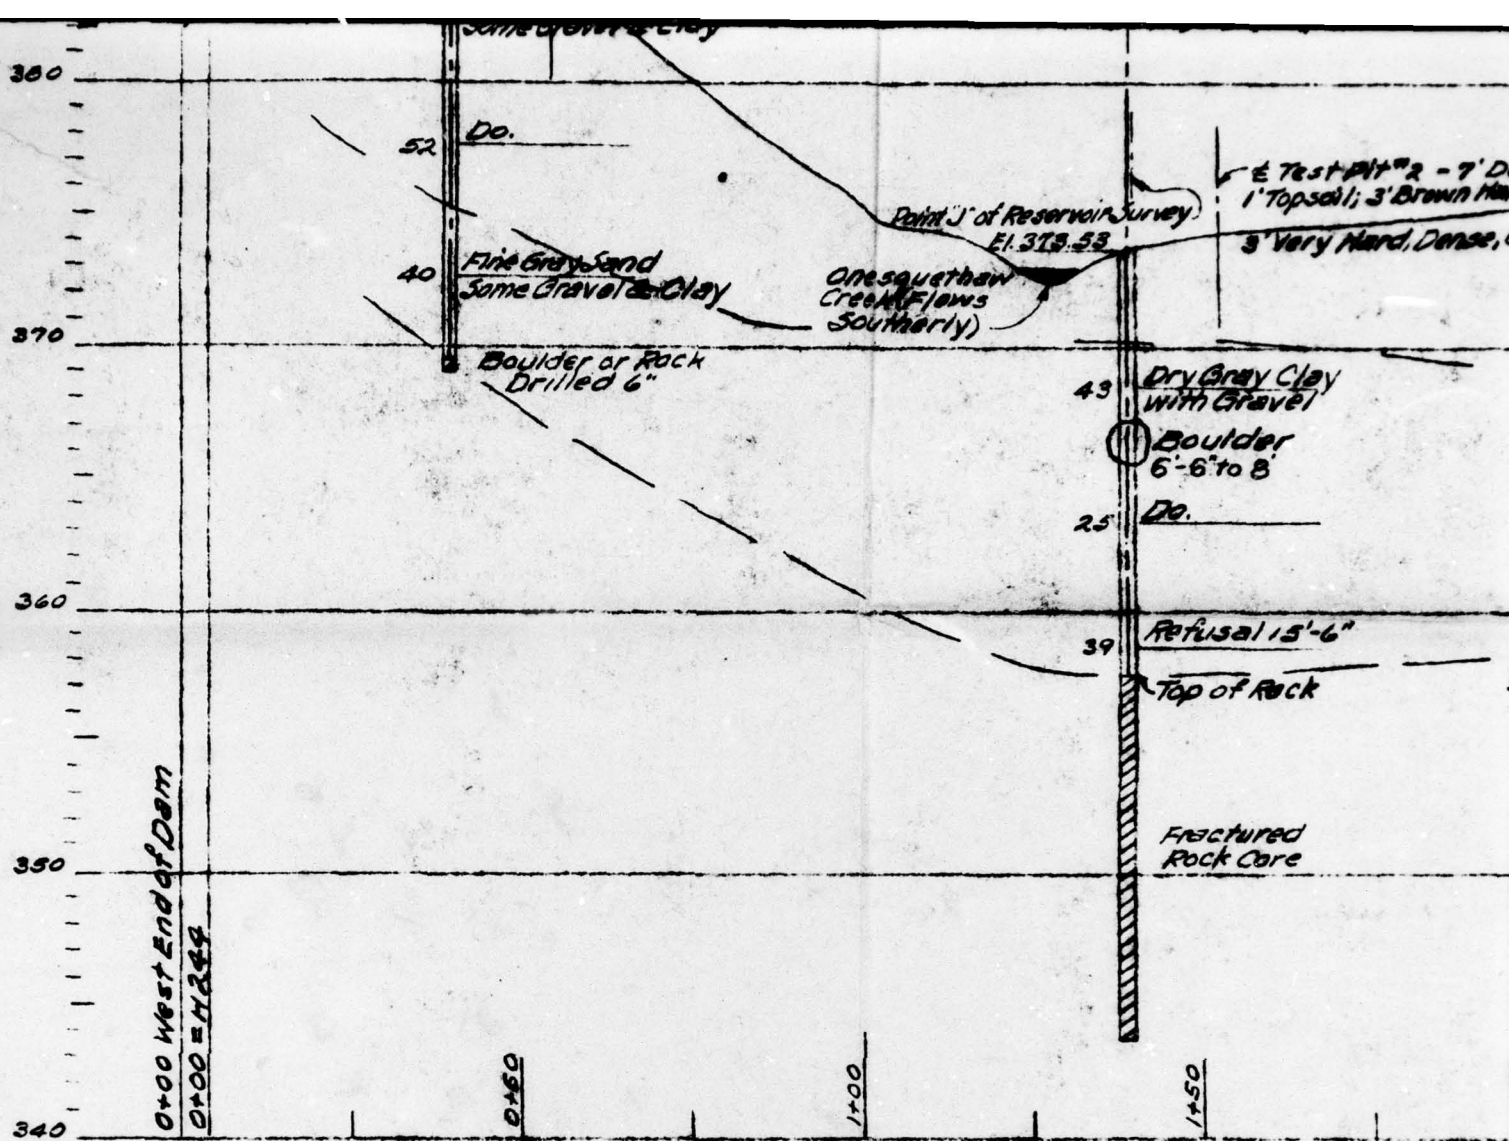 Some Gravel & Clay
380
52 Do.
₠ Test Pit #2 - 7' D
1' Topsoil; 3' Brown
Point "J" of Reservoir Survey
El. 373.53
3' Very Hard, Dense,
40 Fine Gray Sand
Some Gravel & Clay
Onesquethaw
Creek (Flows
Southerly)
370
Boulder or Rock
Drilled 6"
43 Dry Gray Clay
with Gravel
Boulder
6'-6" to 8'
25 Do.
360
39 Refusal 15'-6"
Top of Rock
350
Fractured
Rock Core
0+00 West End of Dam
0+00 = H244
0+50
1+00
1+50
340